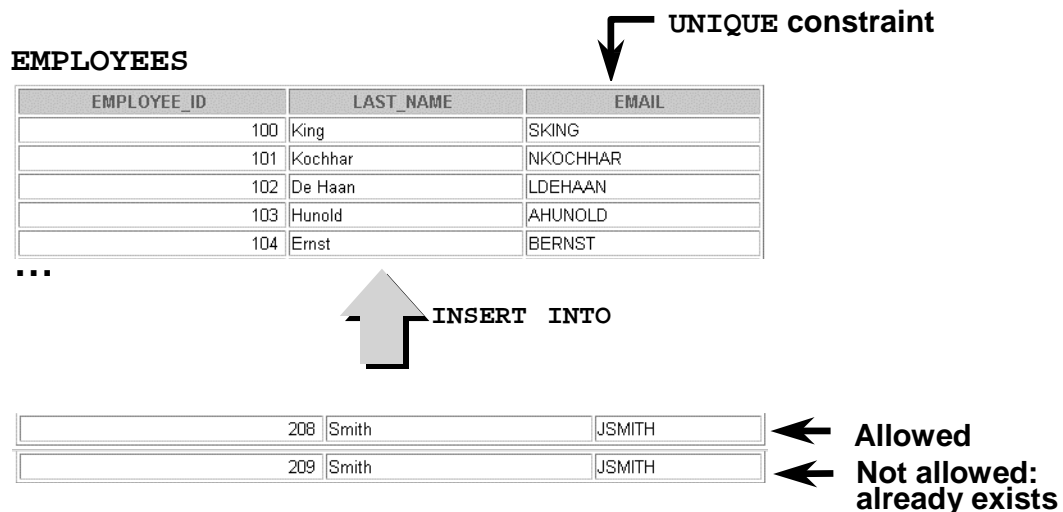 UNIQUE constraint
EMPLOYEES
EMPLOYEE_ID LAST_NAME EMAIL
100 King SKING
101 Kochhar NKOCHHAR
102 De Haan LDEHAAN
103 Hunold AHUNOLD
104 Ernst BERNST
…
INSERT INTO
208 Smith JSMITH Allowed
209 Smith JSMITH Not allowed:
already exists